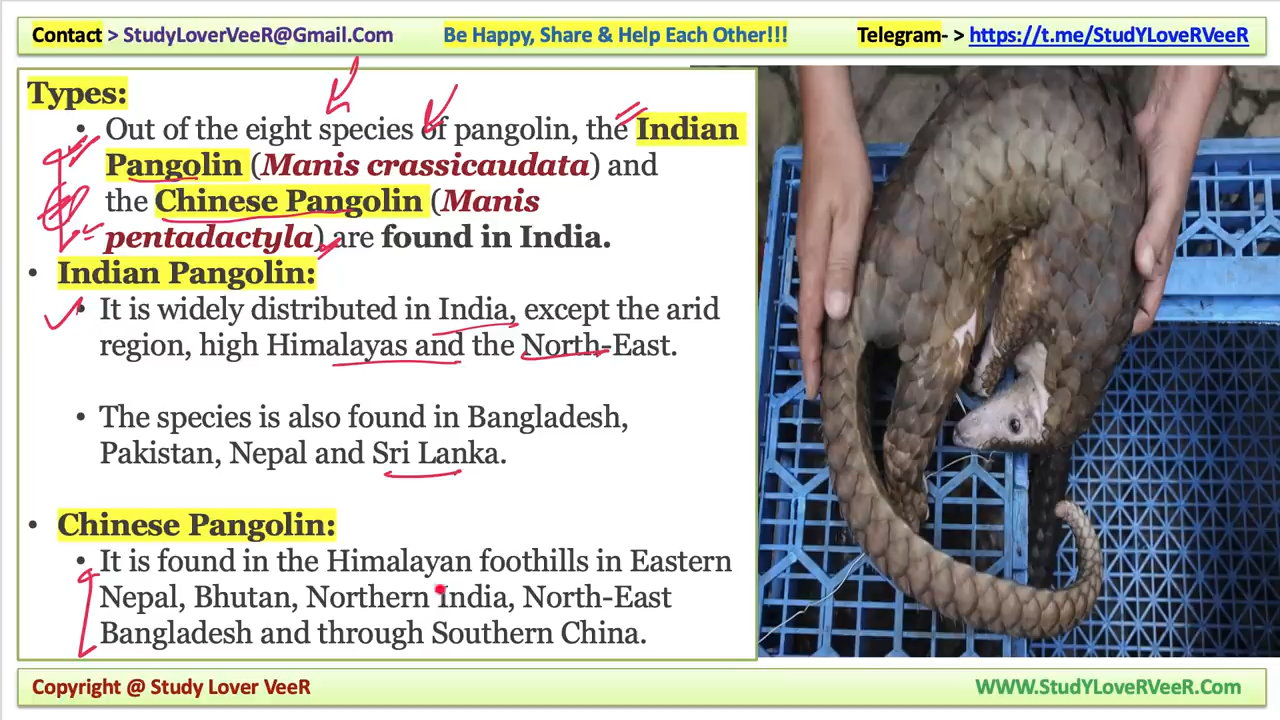 Contact > StudyLoverVeeR@Gmail.Com Be Happy, Share & Help Each Other!!! Telegram- > https://t.me/StudYLoveRVeeR
Types:
• Out of the eight species of pangolin, the Indian
Pangolin (Manis crassicaudata) and
the Chinese Pangolin (Manis
pentadactyla) are found in India.
• Indian Pangolin:
• It is widely distributed in India, except the arid
region, high Himalayas and the North-East.
• The species is also found in Bangladesh,
Pakistan, Nepal and Sri Lanka.
• Chinese Pangolin:
• It is found in the Himalayan foothills in Eastern
Nepal, Bhutan, Northern India, North-East
Bangladesh and through Southern China.
Copyright @ Study Lover VeeR WWW.StudYLoveRVeeR.Com